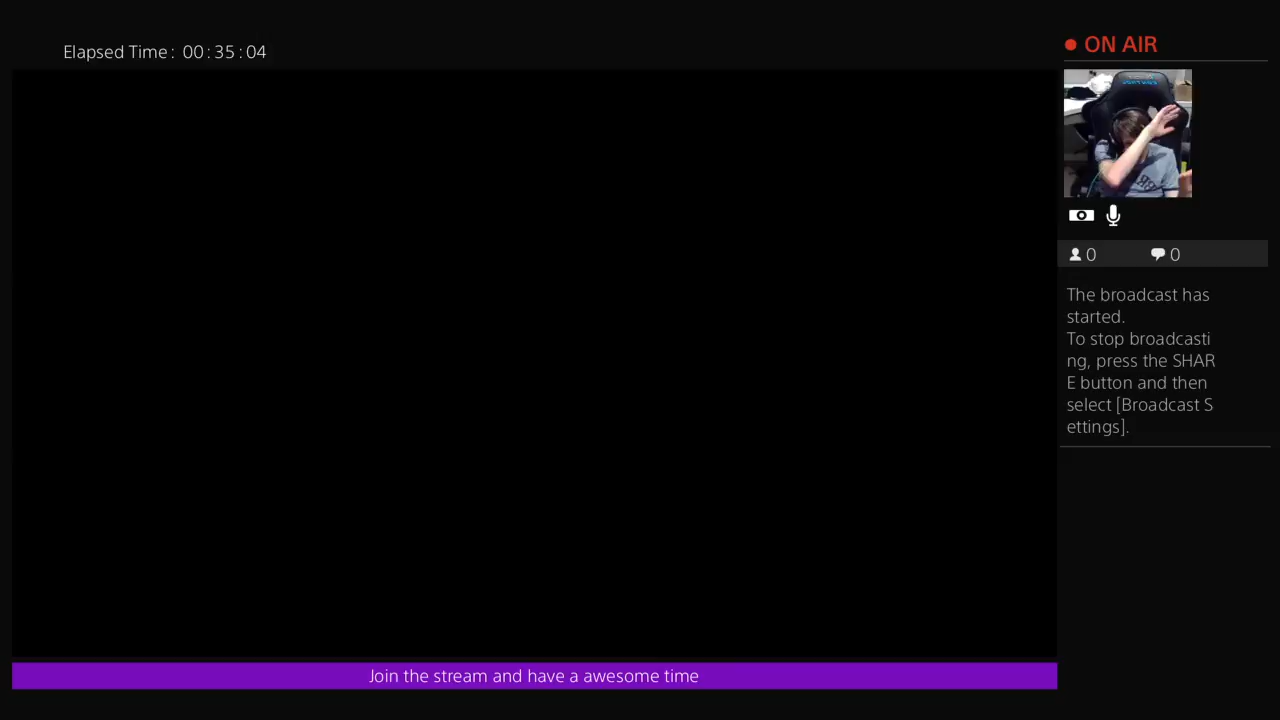 Elapsed Time: 00:35:04
ON AIR
0 0
The broadcast has
started.
To stop broadcasti
ng, press the SHAR
E button and then
select [Broadcast S
ettings].
Join the stream and have a awesome time